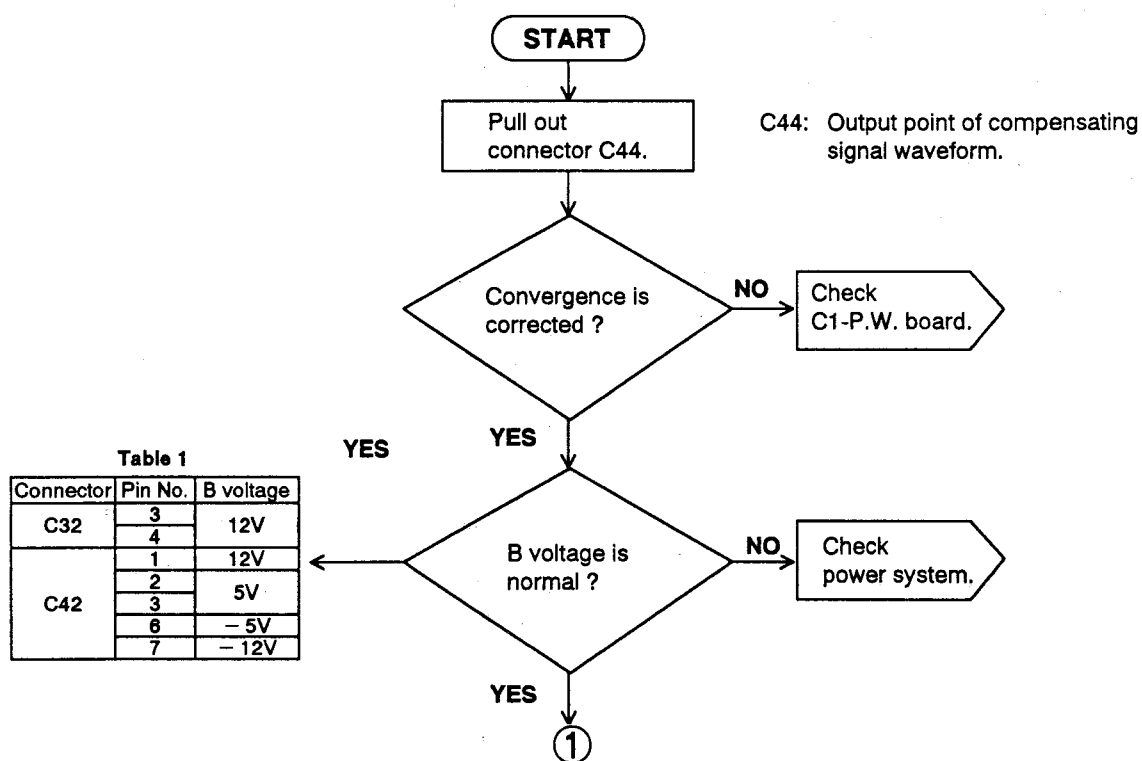 START
Pull out
connector C44.
C44: Output point of compensating
signal waveform.
Convergence is
corrected ?
NO
Check
C1-P.W. board.
YES
YES
Table 1
Connector Pin No. B voltage
C32 3 12V
4
C42 1 12V
2 5V
3
6 − 5V
7 − 12V
B voltage is
normal ?
NO
Check
power system.
YES
1